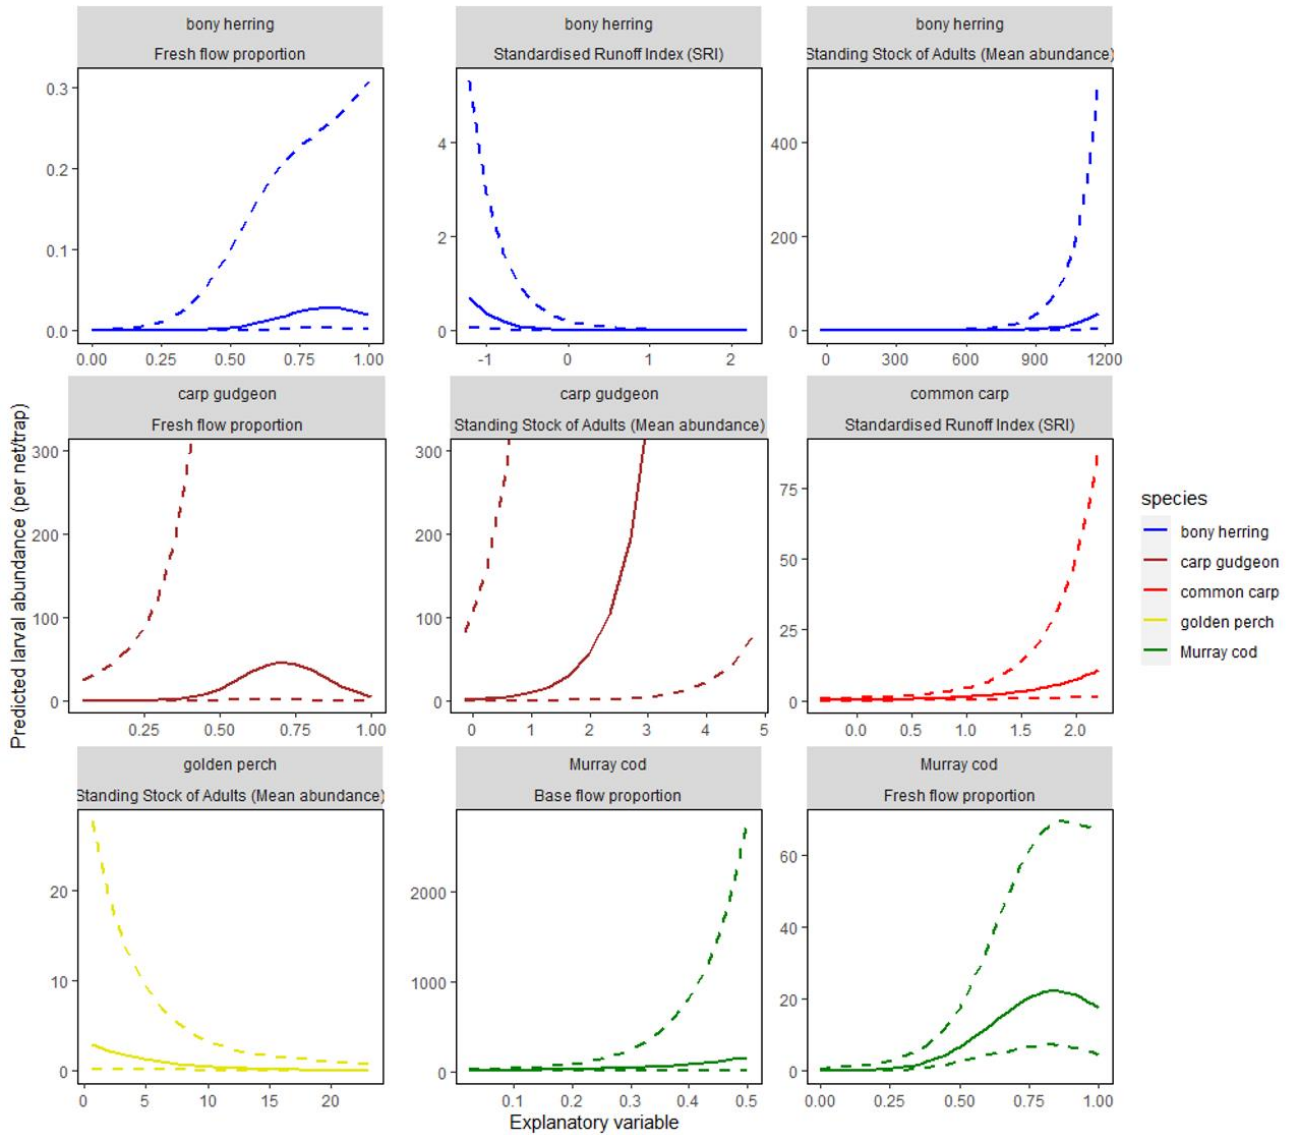 bony herring
Fresh flow proportion
bony herring
Standardised Runoff Index (SRI)
bony herring
Standing Stock of Adults (Mean abundance)
0.3
0.2
0.1
0.0
0.00 0.25 0.50 0.75 1.00
4
2
0
-1 0 1 2
400
200
0
0 300 600 900 1200
Predicted larval abundance (per net/trap)
carp gudgeon
Fresh flow proportion
carp gudgeon
Standing Stock of Adults (Mean abundance)
common carp
Standardised Runoff Index (SRI)
300
200
100
0
0.25 0.50 0.75 1.00
300
200
100
0
0 1 2 3 4 5
75
50
25
0
0.0 0.5 1.0 1.5 2.0
species
bony herring
carp gudgeon
common carp
golden perch
Murray cod
golden perch
Standing Stock of Adults (Mean abundance)
Murray cod
Base flow proportion
Murray cod
Fresh flow proportion
20
10
0
0 5 10 15 20
2000
1000
0
0.1 0.2 0.3 0.4 0.5
60
40
20
0
0.00 0.25 0.50 0.75 1.00
Explanatory variable